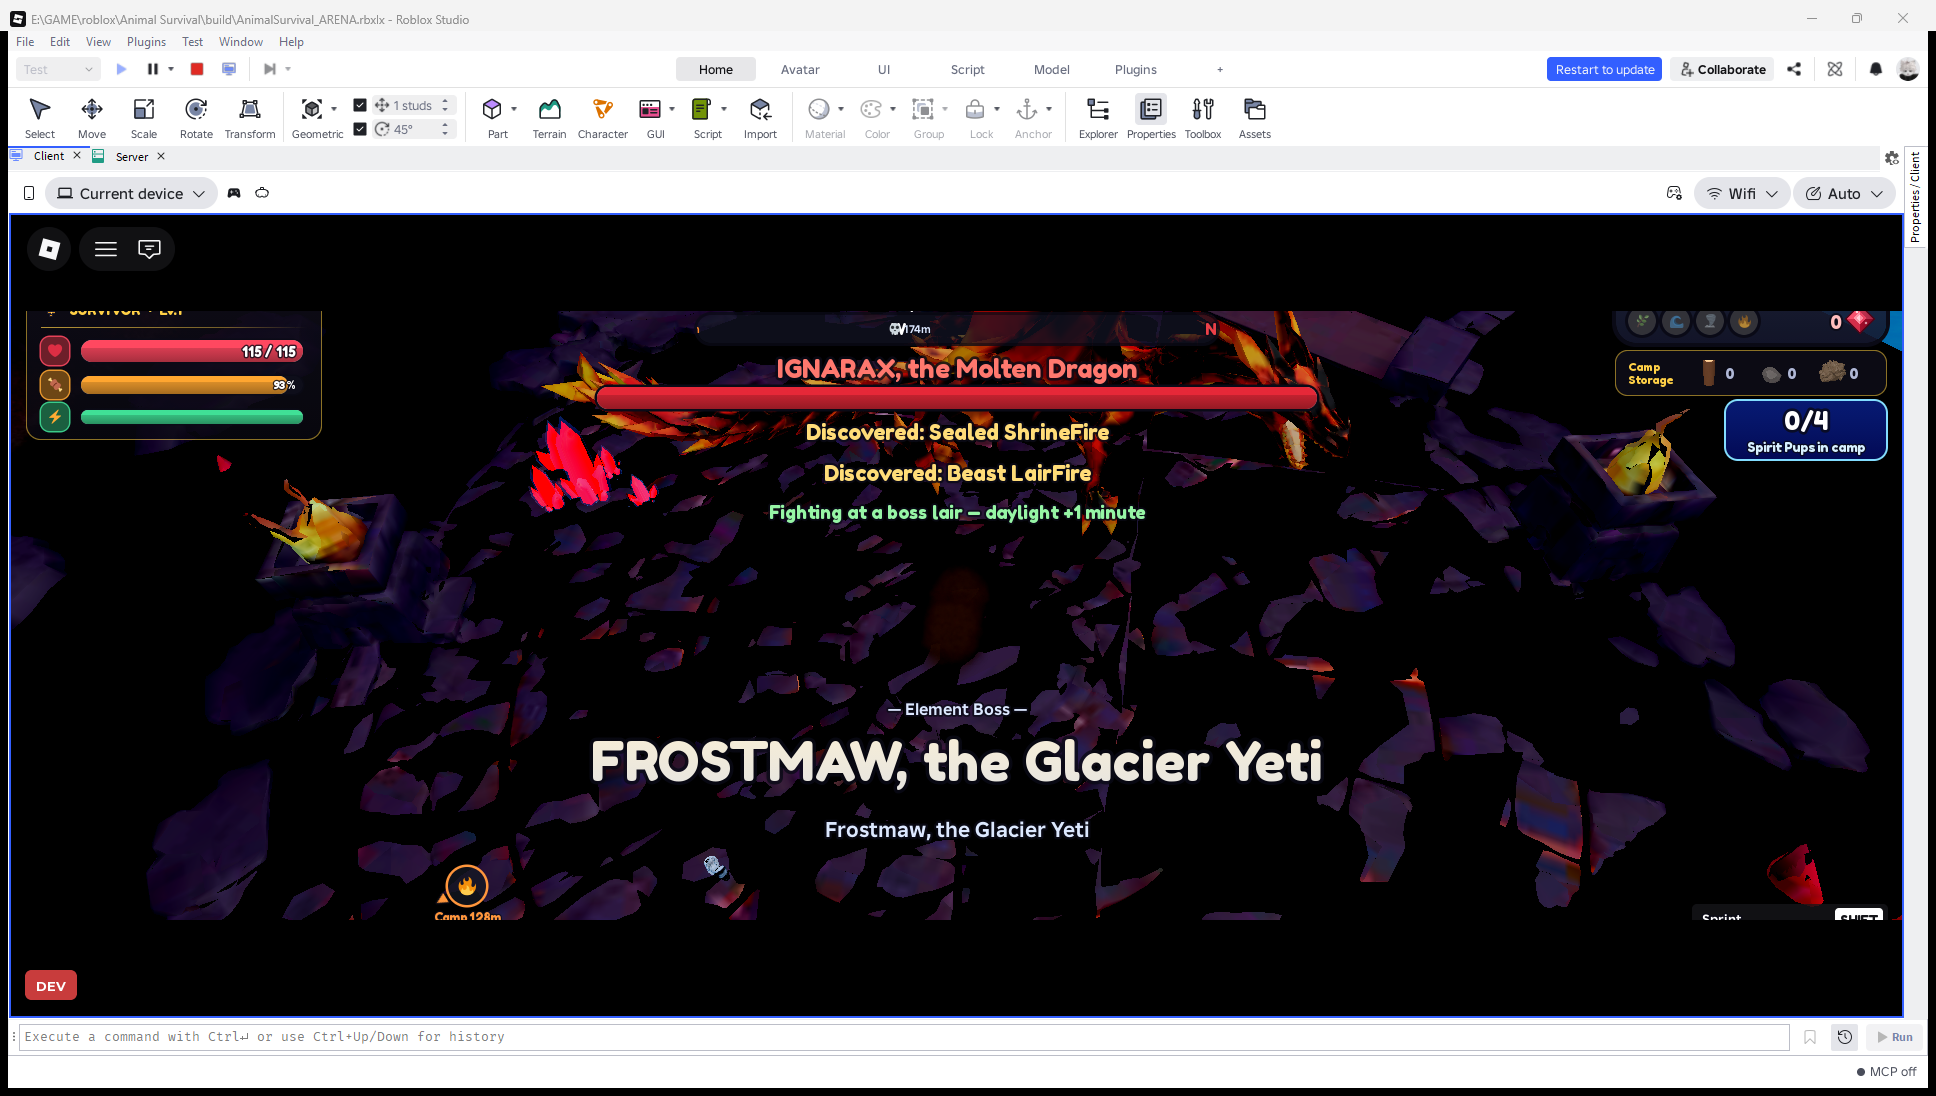 E:\GAME\roblox\Animal Survival\build\AnimalSurvival_ARENA.rbxlx - Roblox Studio
File Edit View Plugins Test Window Help
Test
Home Avatar UI Script Model Plugins +
Restart to update
Collaborate
Select Move Scale Rotate Transform Geometric
1 studs
45°
Part Terrain Character GUI Script Import Material Color Group Lock Anchor Explorer Properties Toolbox Assets
Client
Server
Properties / Client
Current device
Wifi
Auto
115 / 115
93%
174m
N
0
IGNARAX, the Molten Dragon
Camp Storage
0 0 0
0/4
Spirit Pups in camp
Discovered: Sealed ShrineFire
Discovered: Beast LairFire
Fighting at a boss lair – daylight +1 minute
— Element Boss —
FROSTMAW, the Glacier Yeti
Frostmaw, the Glacier Yeti
Camp 128m
Sprint
SHIFT
DEV
Execute a command with Ctrl↵ or use Ctrl+Up/Down for history
Run
MCP off